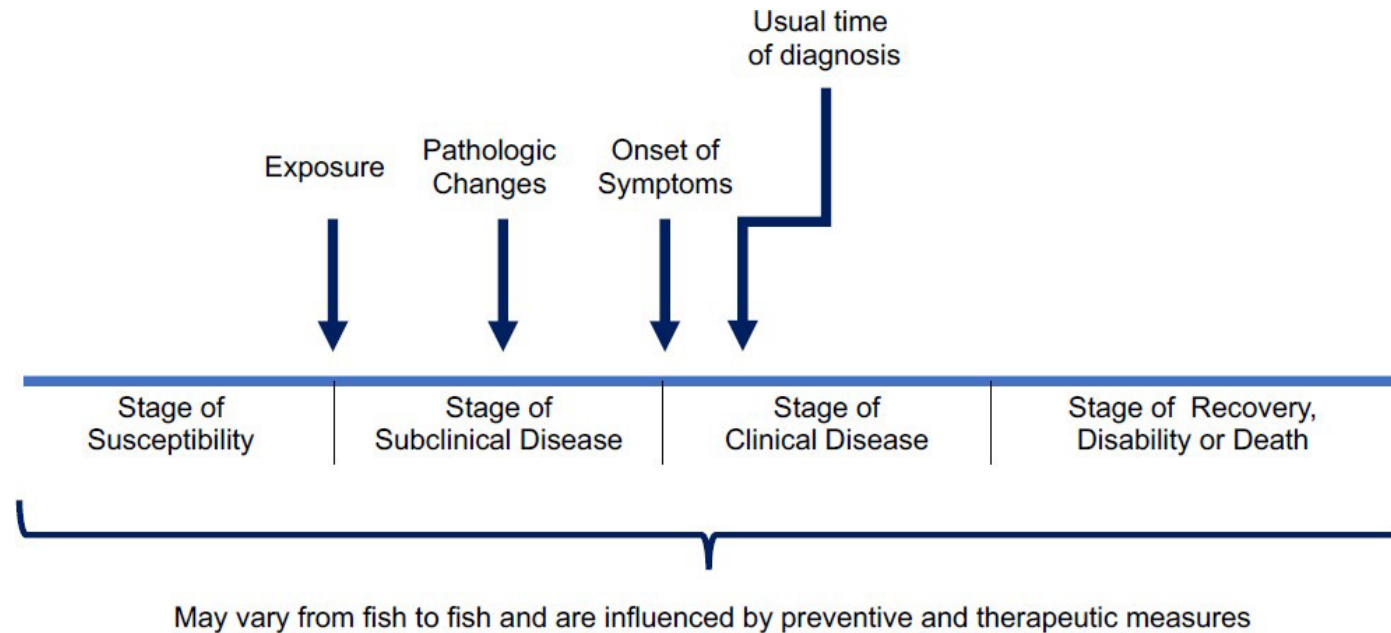 Usual time
of diagnosis
Exposure
Pathologic
Changes
Onset of
Symptoms
Stage of
Susceptibility
Stage of
Subclinical Disease
Stage of
Clinical Disease
Stage of Recovery,
Disability or Death
May vary from fish to fish and are influenced by preventive and therapeutic measures